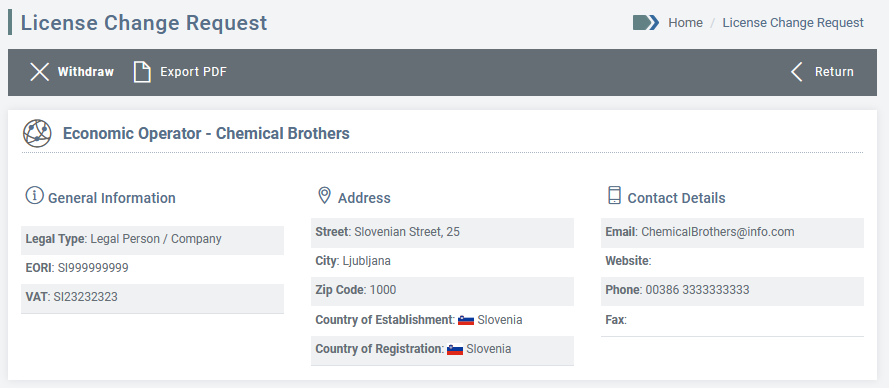 License Change Request
Home / License Change Request
Withdraw
Export PDF
Return
Economic Operator - Chemical Brothers
General Information
Legal Type: Legal Person / Company
EORI: SI999999999
VAT: SI23232323
Address
Street: Slovenian Street, 25
City: Ljubljana
Zip Code: 1000
Country of Establishment: Slovenia
Country of Registration: Slovenia
Contact Details
Email: ChemicalBrothers@info.com
Website:
Phone: 00386 3333333333
Fax: